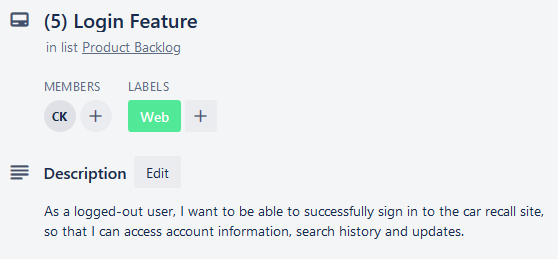 (5) Login Feature
in list Product Backlog
MEMBERS LABELS
CK + Web +
Description Edit
As a logged-out user, I want to be able to successfully sign in to the car recall site,
so that I can access account information, search history and updates.